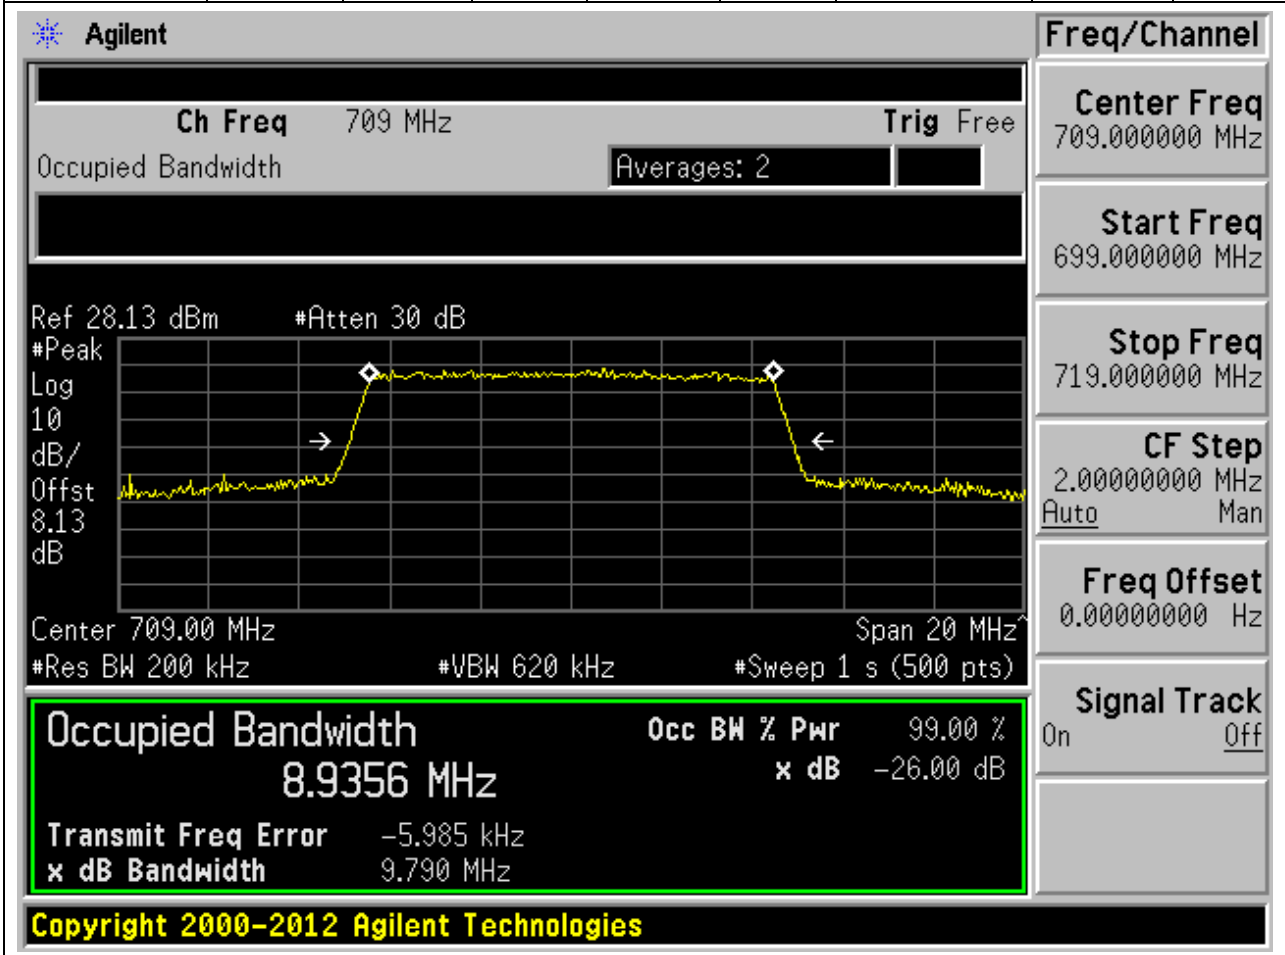 Agilent
Freq/Channel
Ch Freq 709 MHz Trig Free
Occupied Bandwidth Averages: 2
Ref 28.13 dBm #Atten 30 dB
#Peak
Log
10
dB/
Offst
8.13
dB
Center 709.00 MHz Span 20 MHz^
#Res BW 200 kHz #VBW 620 kHz #Sweep 1 s (500 pts)
Occupied Bandwidth Occ BW % Pwr 99.00 %
8.9356 MHz x dB -26.00 dB
Transmit Freq Error -5.985 kHz
x dB Bandwidth 9.790 MHz
Copyright 2000-2012 Agilent Technologies
Center Freq
709.000000 MHz
Start Freq
699.000000 MHz
Stop Freq
719.000000 MHz
CF Step
2.00000000 MHz
Auto Man
Freq Offset
0.00000000 Hz
Signal Track
On Off